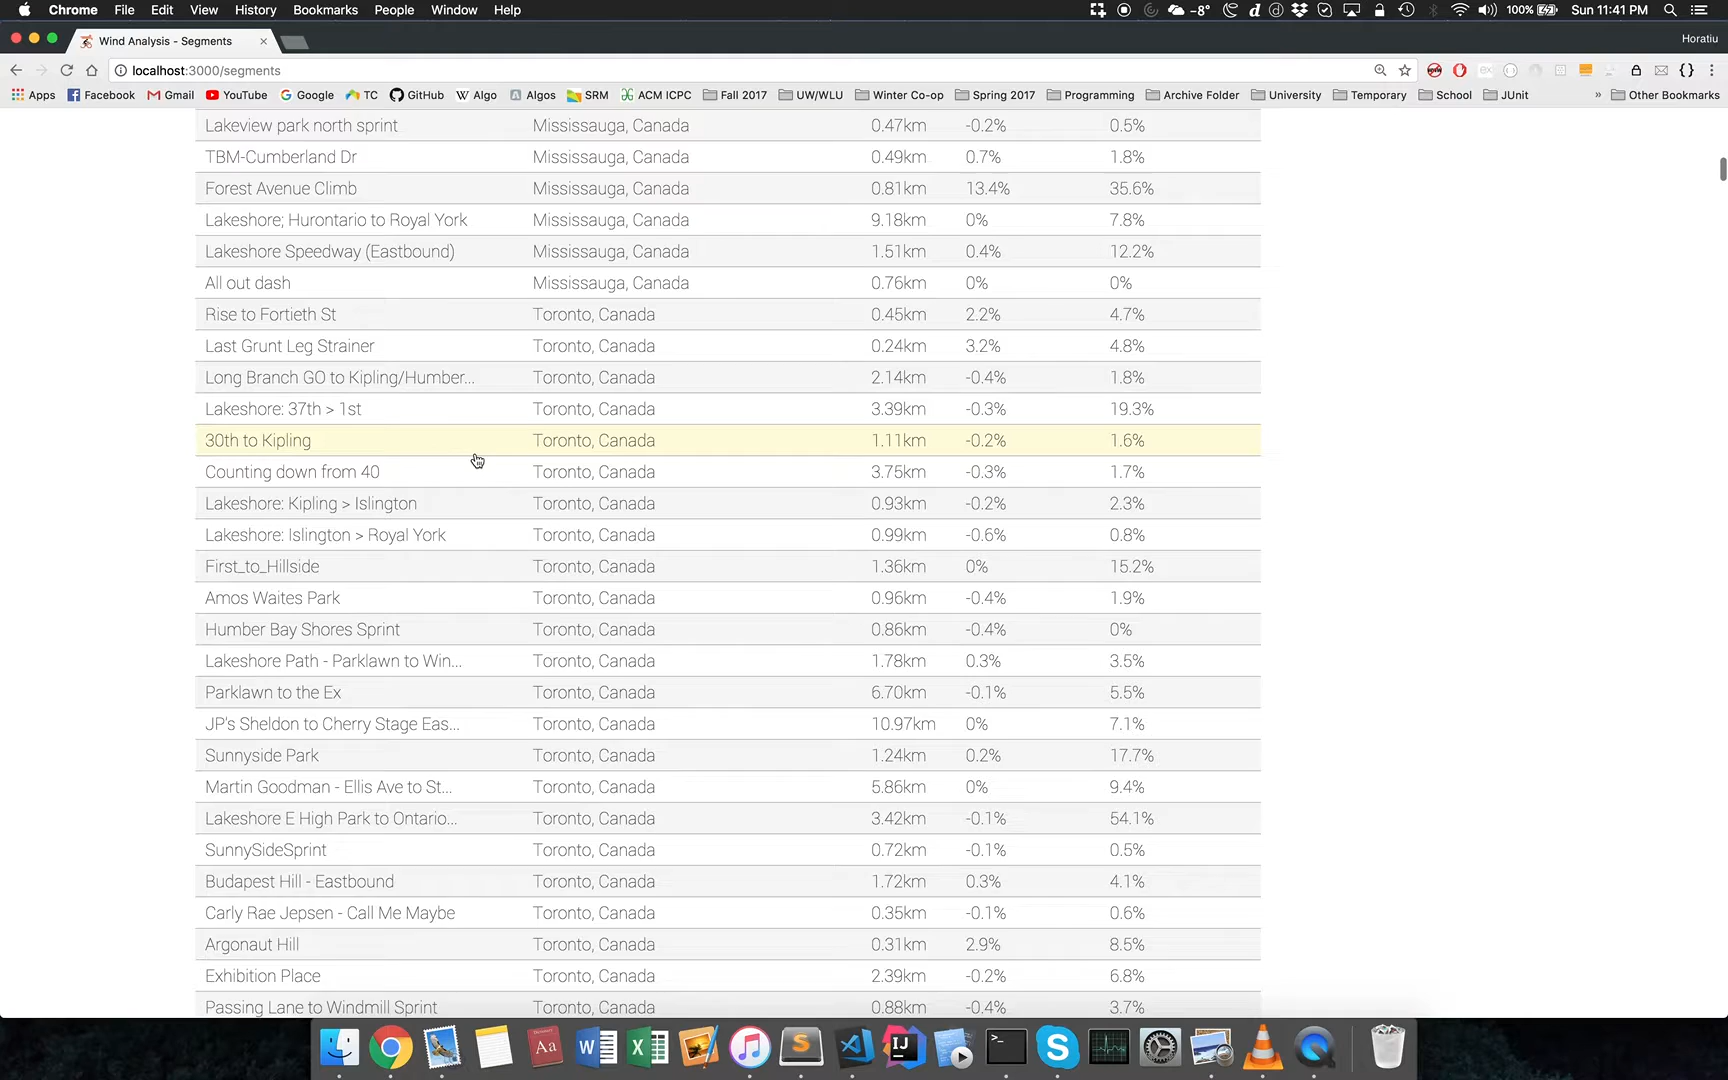 Chrome File Edit View History Bookmarks People Window Help -8° 100% Sun 11:41 PM
Wind Analysis - Segments Horatiu
localhost:3000/segments
Apps Facebook Gmail YouTube Google TC GitHub Algo Algos SRM ACM ICPC Fall 2017 UW/WLU Winter Co-op Spring 2017 Programming Archive Folder University Temporary School JUnit » Other Bookmarks
Lakeview park north sprint Mississauga, Canada 0.47km -0.2% 0.5%
TBM-Cumberland Dr Mississauga, Canada 0.49km 0.7% 1.8%
Forest Avenue Climb Mississauga, Canada 0.81km 13.4% 35.6%
Lakeshore; Hurontario to Royal York Mississauga, Canada 9.18km 0% 7.8%
Lakeshore Speedway (Eastbound) Mississauga, Canada 1.51km 0.4% 12.2%
All out dash Mississauga, Canada 0.76km 0% 0%
Rise to Fortieth St Toronto, Canada 0.45km 2.2% 4.7%
Last Grunt Leg Strainer Toronto, Canada 0.24km 3.2% 4.8%
Long Branch GO to Kipling/Humber... Toronto, Canada 2.14km -0.4% 1.8%
Lakeshore: 37th > 1st Toronto, Canada 3.39km -0.3% 19.3%
30th to Kipling Toronto, Canada 1.11km -0.2% 1.6%
Counting down from 40 Toronto, Canada 3.75km -0.3% 1.7%
Lakeshore: Kipling > Islington Toronto, Canada 0.93km -0.2% 2.3%
Lakeshore: Islington > Royal York Toronto, Canada 0.99km -0.6% 0.8%
First_to_Hillside Toronto, Canada 1.36km 0% 15.2%
Amos Waites Park Toronto, Canada 0.96km -0.4% 1.9%
Humber Bay Shores Sprint Toronto, Canada 0.86km -0.4% 0%
Lakeshore Path - Parklawn to Win... Toronto, Canada 1.78km 0.3% 3.5%
Parklawn to the Ex Toronto, Canada 6.70km -0.1% 5.5%
JP's Sheldon to Cherry Stage Eas... Toronto, Canada 10.97km 0% 7.1%
Sunnyside Park Toronto, Canada 1.24km 0.2% 17.7%
Martin Goodman - Ellis Ave to St... Toronto, Canada 5.86km 0% 9.4%
Lakeshore E High Park to Ontario... Toronto, Canada 3.42km -0.1% 54.1%
SunnySideSprint Toronto, Canada 0.72km -0.1% 0.5%
Budapest Hill - Eastbound Toronto, Canada 1.72km 0.3% 4.1%
Carly Rae Jepsen - Call Me Maybe Toronto, Canada 0.35km -0.1% 0.6%
Argonaut Hill Toronto, Canada 0.31km 2.9% 8.5%
Exhibition Place Toronto, Canada 2.39km -0.2% 6.8%
Passing Lane to Windmill Sprint Toronto, Canada 0.88km -0.4% 3.7%